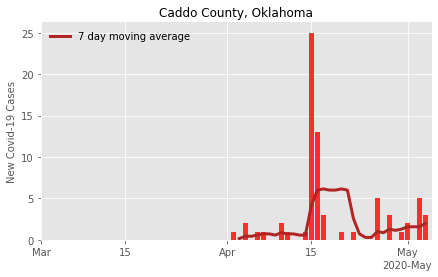 Caddo County, Oklahoma
7 day moving average
New Covid-19 Cases
25
20
15
10
5
0
Mar 15 Apr 15 May
2020-May